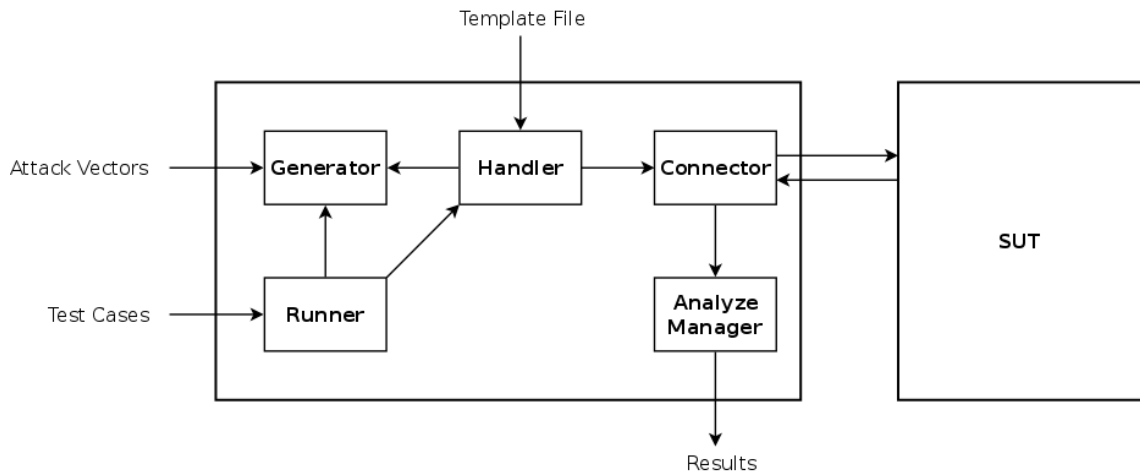 Template File
Attack Vectors
Generator
Handler
Connector
SUT
Test Cases
Runner
Analyze
Manager
Results